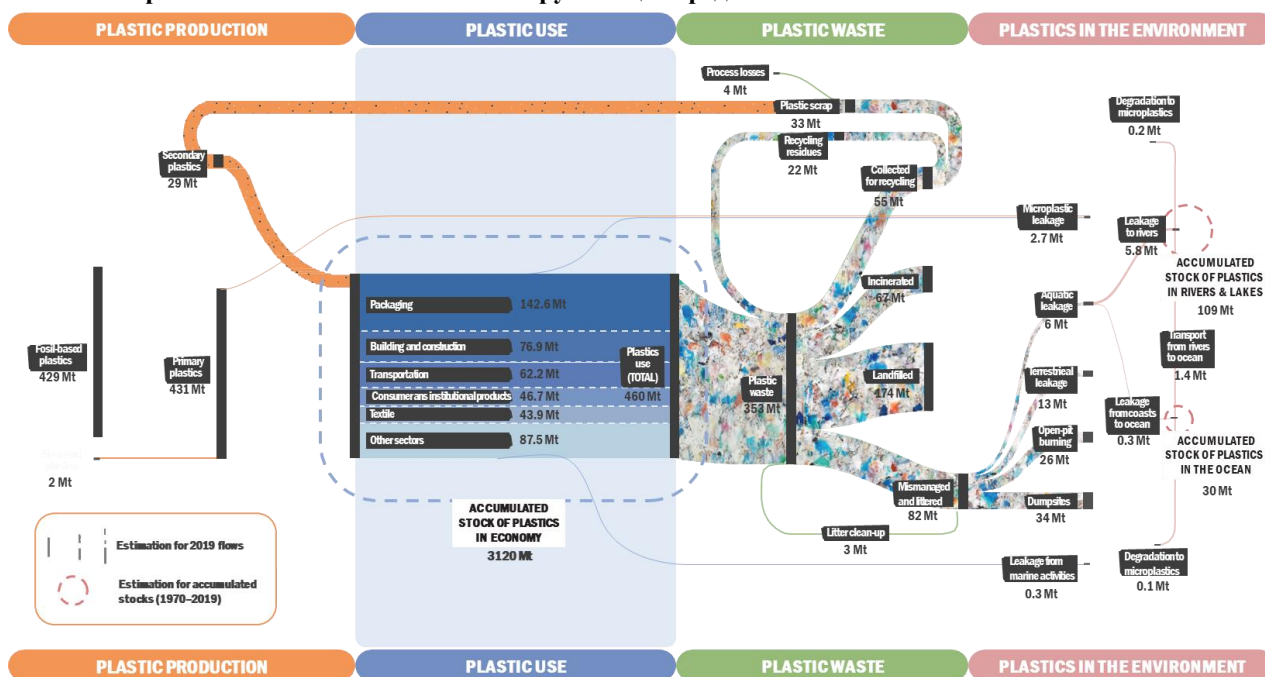 PLASTIC PRODUCTION
PLASTIC USE
PLASTIC WASTE
PLASTICS IN THE ENVIRONMENT
Process losses
4 Mt
Plastic scrap
33 Mt
Degradation to
microplastics
0.2 Mt
Recycling
residues
22 Mt
Secondary
plastics
29 Mt
Collected
for recycling
55 Mt
Microplastic
leakage
2.7 Mt
Leakage
to rivers
5.8 Mt
ACCUMULATED
STOCK OF PLASTICS
IN RIVERS & LAKES
109 Mt
Incinerated
67 Mt
Packaging
142.6 Mt
Aquatic
leakage
6 Mt
Fosil-based
plastics
429 Mt
Primary
plastics
431 Mt
Building and construction
76.9 Mt
Transportation
62.2 Mt
Consumer ans institutional products
46.7 Mt
Textile
43.9 Mt
Other sectors
87.5 Mt
Plastics
use
(TOTAL)
460 Mt
Plastic
waste
353 Mt
Landfilled
174 Mt
Transport from
rivers
to ocean
1.4 Mt
Terrestrieal
leakage
13 Mt
Leakage
from coasts
to ocean
0.3 Mt
Open-pit
burning
26 Mt
ACCUMULATED
STOCK OF PLASTICS
IN THE OCEAN
30 Mt
2 Mt
Mismanaged
and littered
82 Mt
Dumpsites
34 Mt
ACCUMULATED
STOCK OF PLASTICS
IN ECONOMY
3120 Mt
Litter clean-up
3 Mt
Leakage from
marine activities
0.3 Mt
Degradation to
microplastics
0.1 Mt
Estimation for 2019 flows
Estimation for accumulated
stocks (1970–2019)
PLASTIC PRODUCTION
PLASTIC USE
PLASTIC WASTE
PLASTICS IN THE ENVIRONMENT